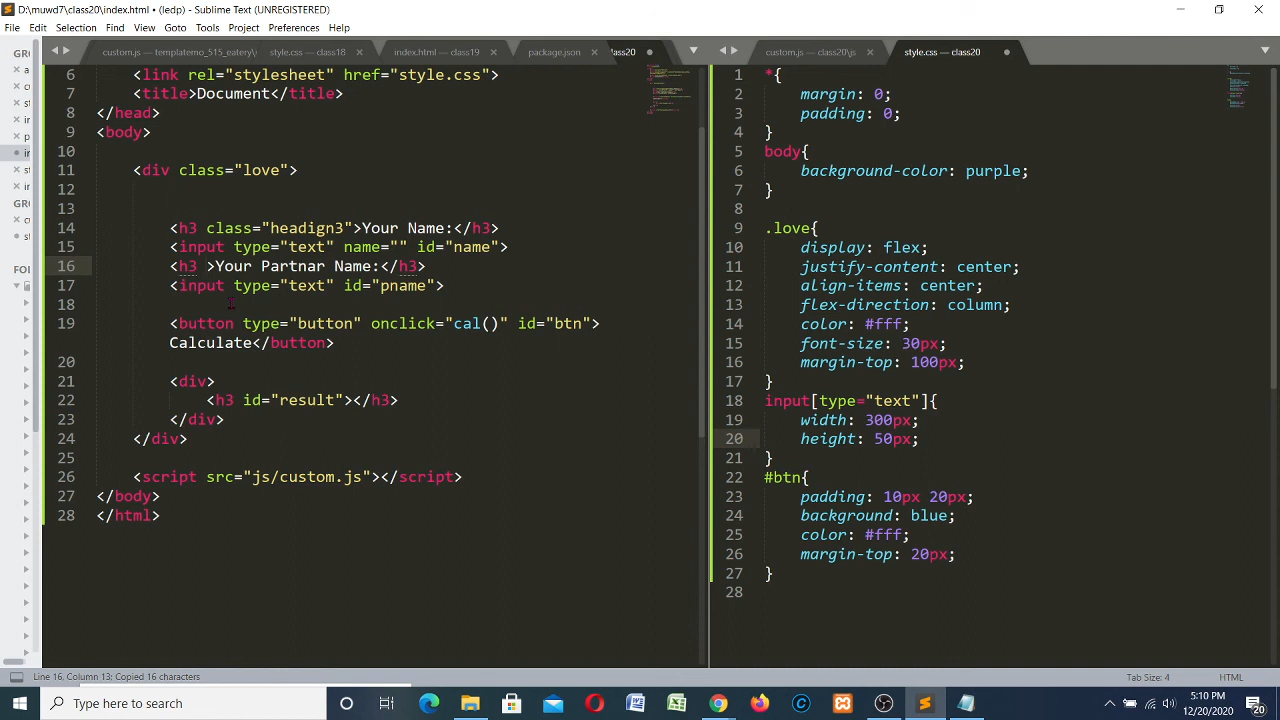 D:\muwd7\class20\index.html • (ledp) - Sublime Text (UNREGISTERED)
File Edit Selection Find View Goto Tools Project Preferences Help
custom.js — templatemo_515_eatery\ style.css — class18 index.html — class19 package.json lass20 custom.js — class20\js style.css — class20
6 <link rel="stylesheet" href="style.css">
7 <title>Document</title>
8 </head>
9 <body>
10
11 <div class="love">
12
13
14 <h3 class="headign3">Your Name:</h3>
15 <input type="text" name="" id="name">
16 <h3 >Your Partnar Name:</h3>
17 <input type="text" id="pname">
18
19 <button type="button" onclick="cal()" id="btn">
Calculate</button>
20
21 <div>
22 <h3 id="result"></h3>
23 </div>
24 </div>
25
26 <script src="js/custom.js"></script>
27 </body>
28 </html>
1 *{
2 margin: 0;
3 padding: 0;
4 }
5 body{
6 background-color: purple;
7 }
8
9 .love{
10 display: flex;
11 justify-content: center;
12 align-items: center;
13 flex-direction: column;
14 color: #fff;
15 font-size: 30px;
16 margin-top: 100px;
17 }
18 input[type="text"]{
19 width: 300px;
20 height: 50px;
21 }
22 #btn{
23 padding: 10px 20px;
24 background: blue;
25 color: #fff;
26 margin-top: 20px;
27 }
28
Line 16, Column 13; Copied 16 characters Tab Size: 4 HTML
Type here to search
5:10 PM
12/20/2020
20